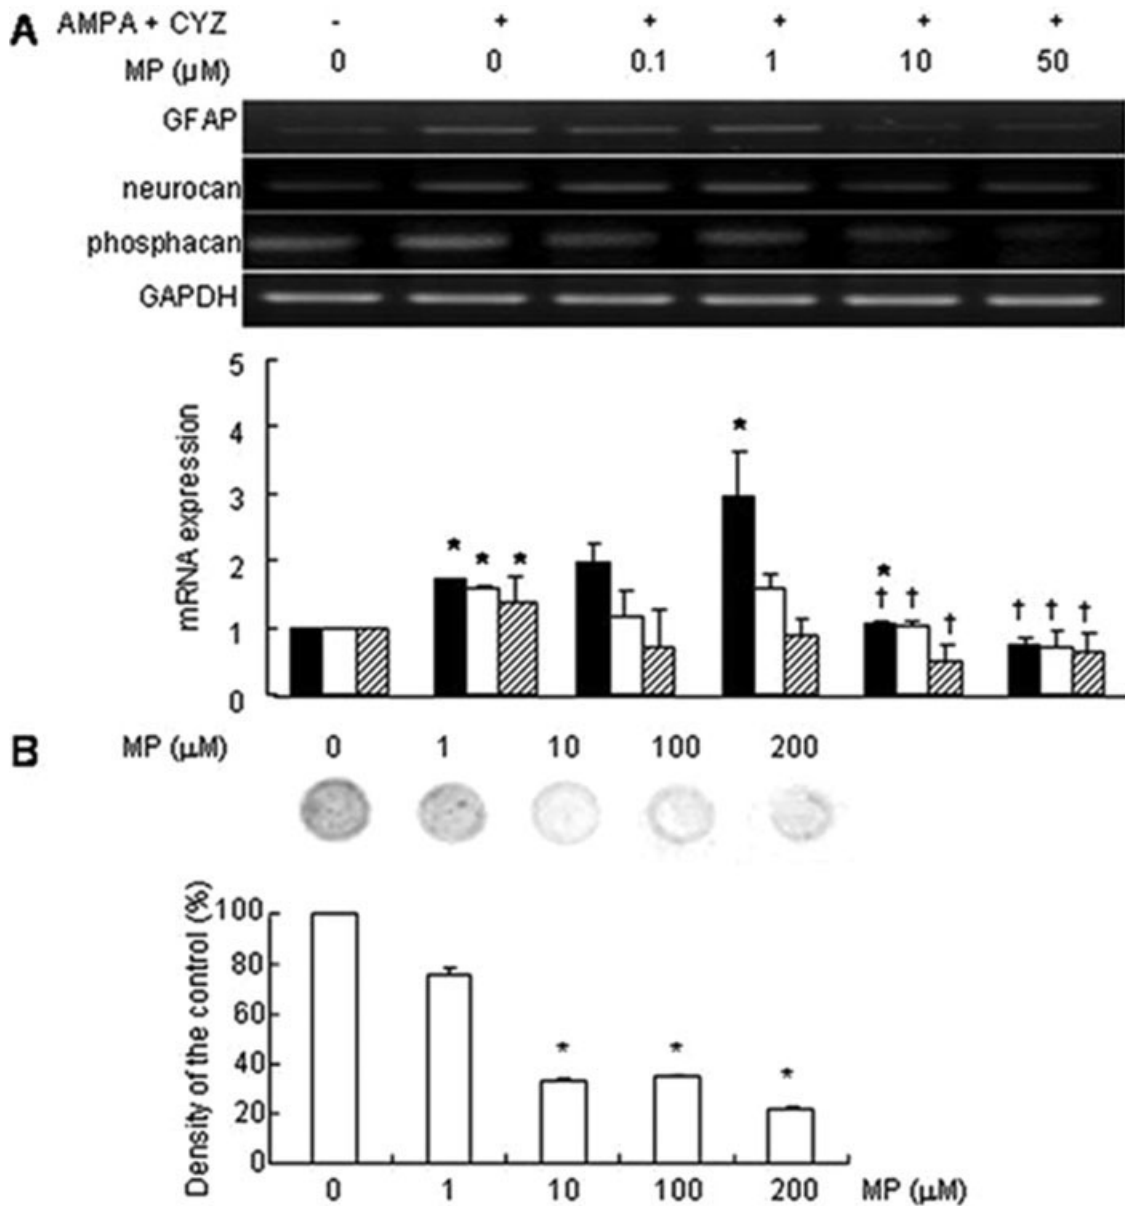 A AMPA + CYZ - + + + + +
MP (µM) 0 0 0.1 1 10 50
GFAP
neurocan
phosphacan
GAPDH
5
4
3
2
1
0
mRNA expression
*
* * *
*
† † †
† † †
B MP (µM) 0 1 10 100 200
100
80
60
40
20
0
Density of the control (%)
* * *
0 1 10 100 200 MP (µM)